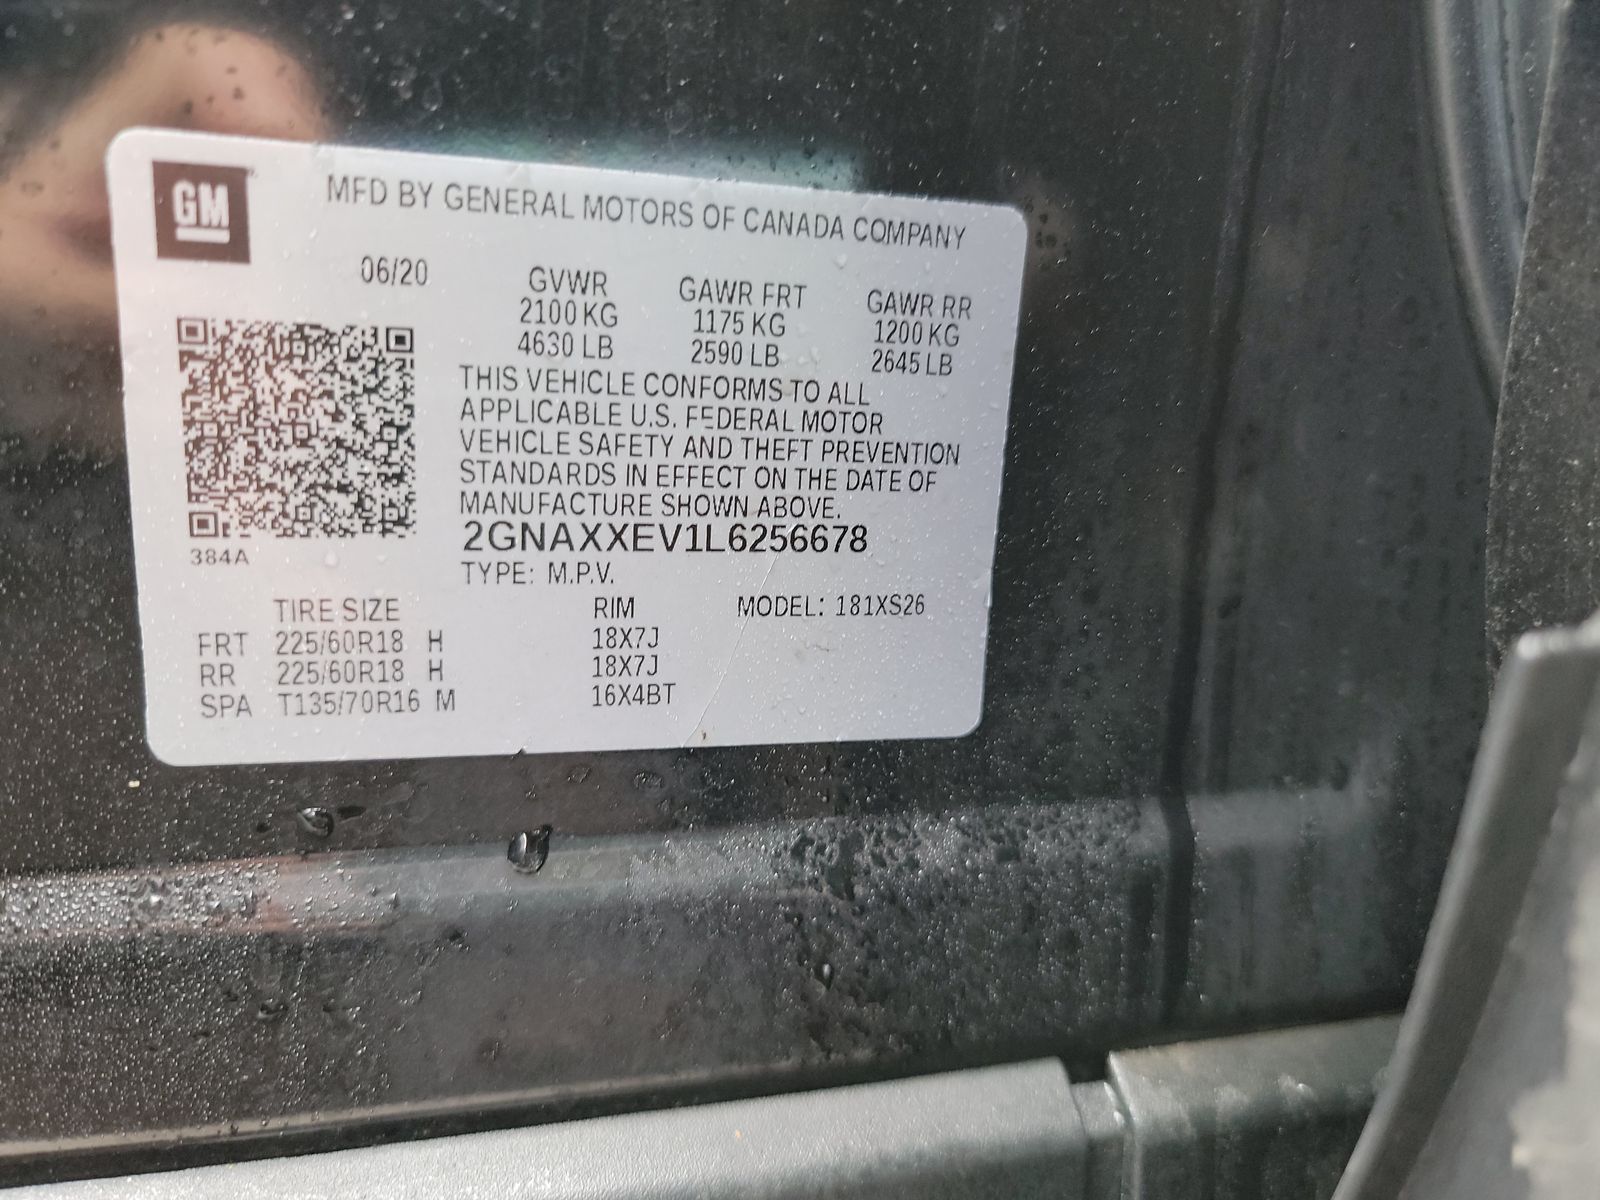 GM
MFD BY GENERAL MOTORS OF CANADA COMPANY
06/20 GVWR GAWR FRT GAWR RR
2100 KG 1175 KG 1200 KG
4630 LB 2590 LB 2645 LB
THIS VEHICLE CONFORMS TO ALL
APPLICABLE U.S. FEDERAL MOTOR
VEHICLE SAFETY AND THEFT PREVENTION
STANDARDS IN EFFECT ON THE DATE OF
MANUFACTURE SHOWN ABOVE.
2GNAXXEV1L6256678
384A
TYPE: M.P.V.
TIRE SIZE RIM MODEL: 181XS26
FRT 225/60R18 H 18X7J
RR 225/60R18 H 18X7J
SPA T135/70R16 M 16X4BT